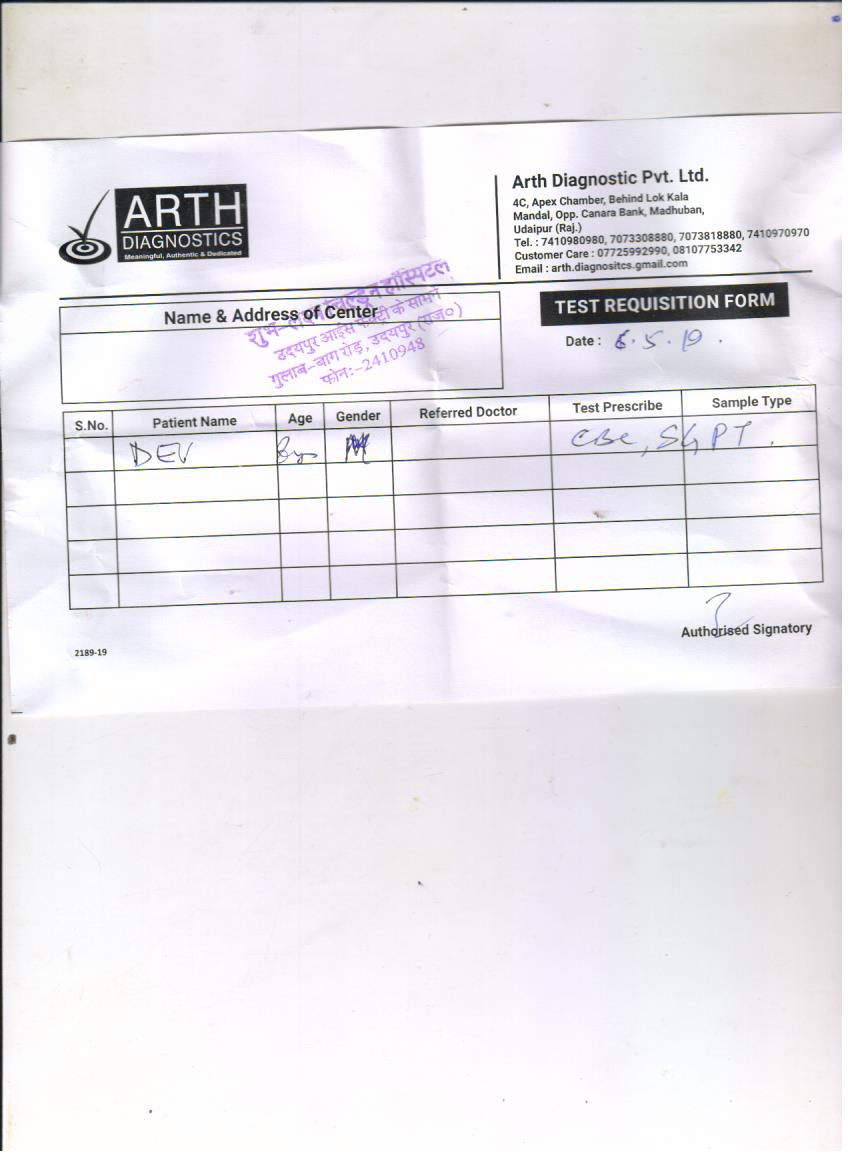 ARTH
DIAGNOSTICS
Meaningful, Authentic & Dedicated
Arth Diagnostic Pvt. Ltd.
4C, Apex Chamber, Behind Lok Kala
Mandal, Opp. Canara Bank, Madhuban,
Udaipur (Raj.)
Tel. : 7410980980, 7073308880, 7073818880, 7410970970
Customer Care : 07725992990, 08107753342
Email : arth.diagnositcs.gmail.com
Name & Address of Center
हॉस्पिटल
उदयपुर आईस फैक्ट्री के सामने
गुलाब-बाग रोड़, उदयपुर (राज०)
फोन:-2410948
TEST REQUISITION FORM
Date : 6.5.19.
S.No. Patient Name Age Gender Referred Doctor Test Prescribe Sample Type
DEV M CBC, SGPT.
Authorised Signatory
2189-19